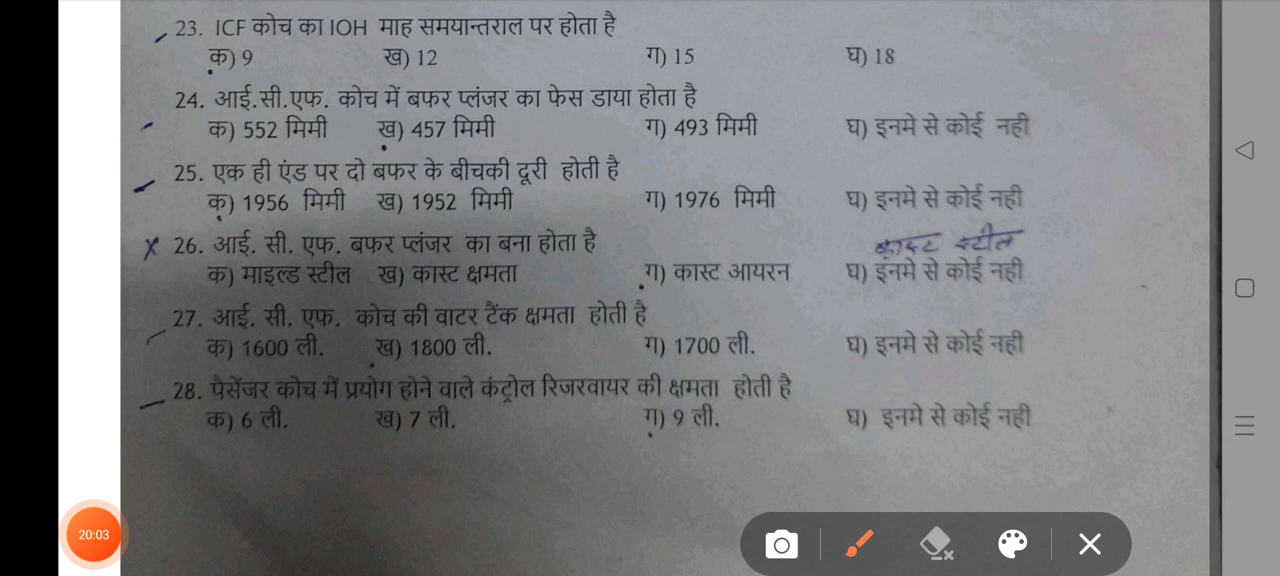 23. ICF कोच का IOH माह समयान्तराल पर होता है
क) 9 ख) 12 ग) 15 घ) 18
24. आई.सी.एफ. कोच में बफर प्लंजर का फेस डाया होता है
क) 552 मिमी ख) 457 मिमी ग) 493 मिमी घ) इनमे से कोई नही
25. एक ही एंड पर दो बफर के बीचकी दूरी होती है
क) 1956 मिमी ख) 1952 मिमी ग) 1976 मिमी घ) इनमे से कोई नही
26. आई. सी. एफ. बफर प्लंजर का बना होता है
कास्ट स्टील
क) माइल्ड स्टील ख) कास्ट क्षमता ग) कास्ट आयरन घ) इनमे से कोई नही
27. आई. सी. एफ. कोच की वाटर टैंक क्षमता होती है
क) 1600 ली. ख) 1800 ली. ग) 1700 ली. घ) इनमे से कोई नही
28. पैसेंजर कोच में प्रयोग होने वाले कंट्रोल रिजरवायर की क्षमता होती है
क) 6 ली. ख) 7 ली. ग) 9 ली. घ) इनमे से कोई नही
20:03